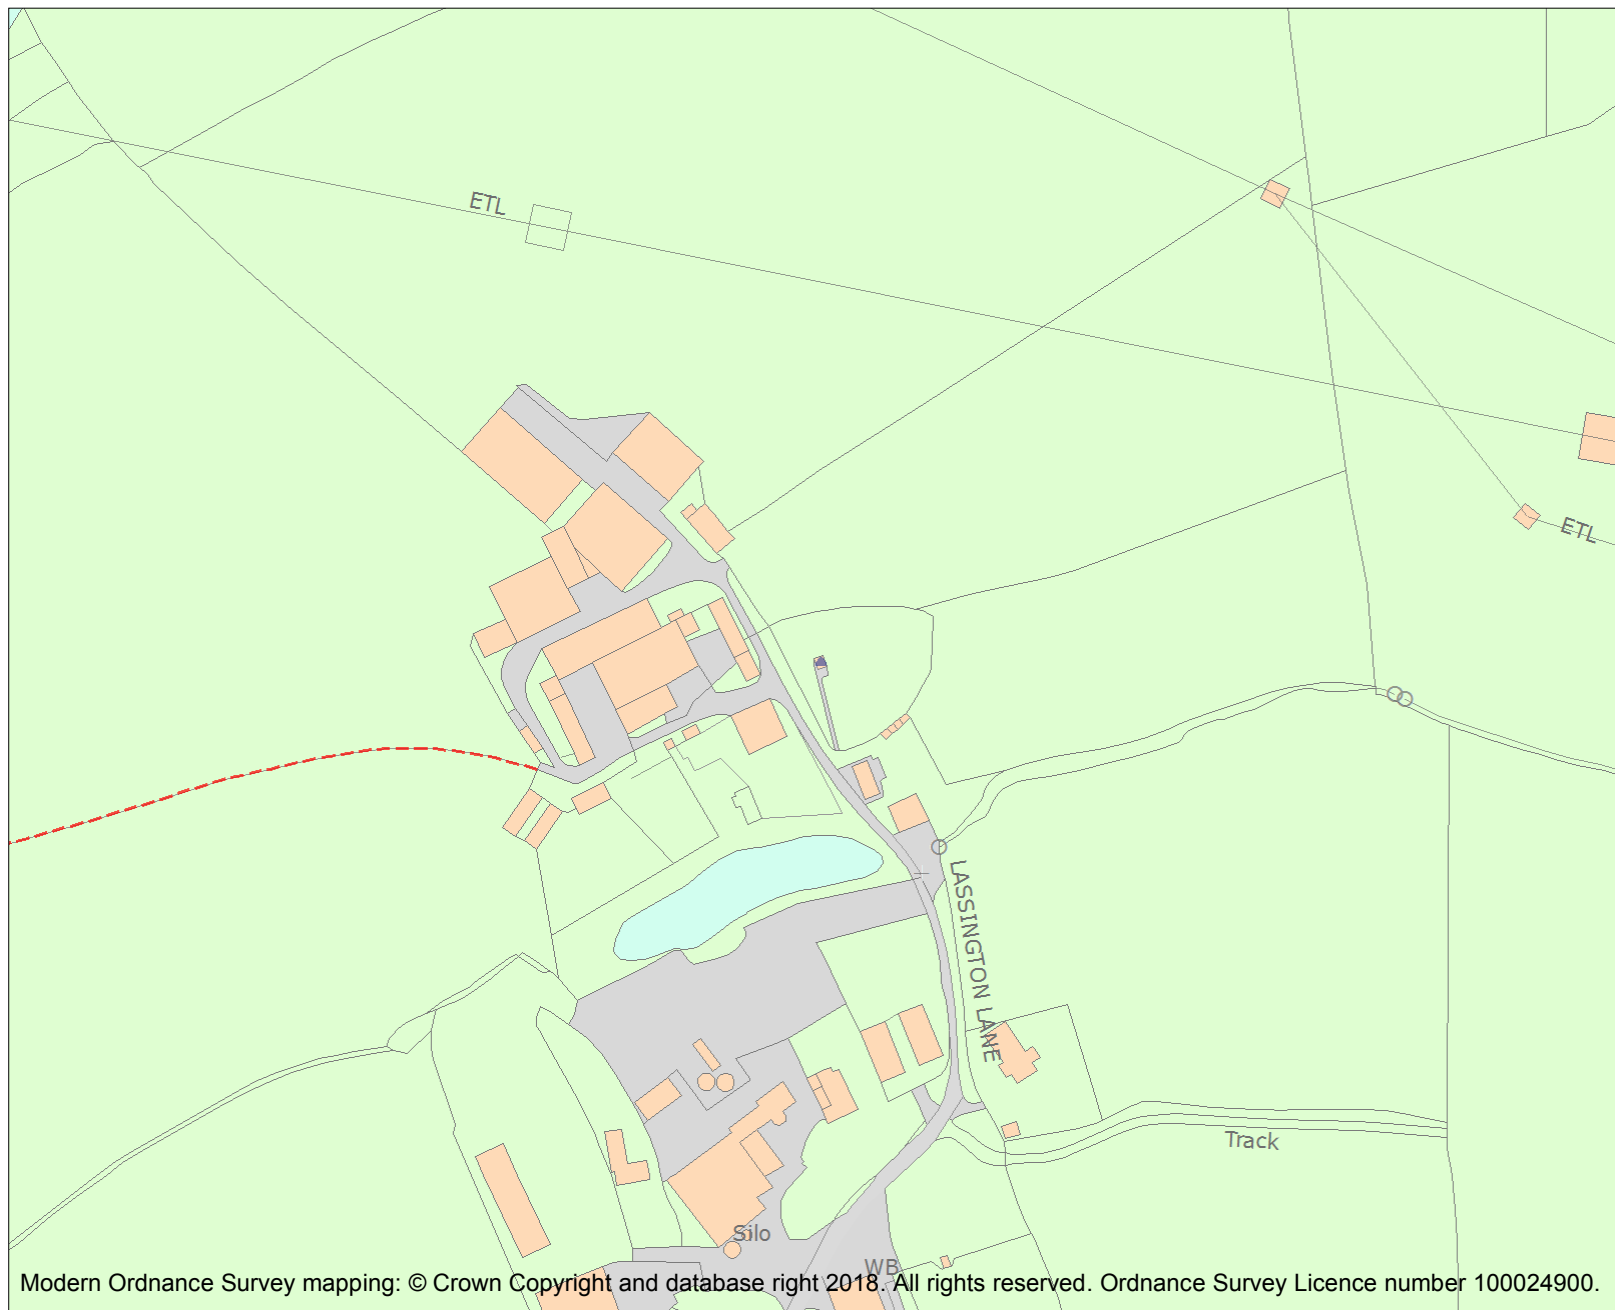 ETL
ETL
LASSINGTON LANE
Track
Silo
WB
Modern Ordnance Survey mapping: © Crown Copyright and database right 2018. All rights reserved. Ordnance Survey Licence number 100024900.